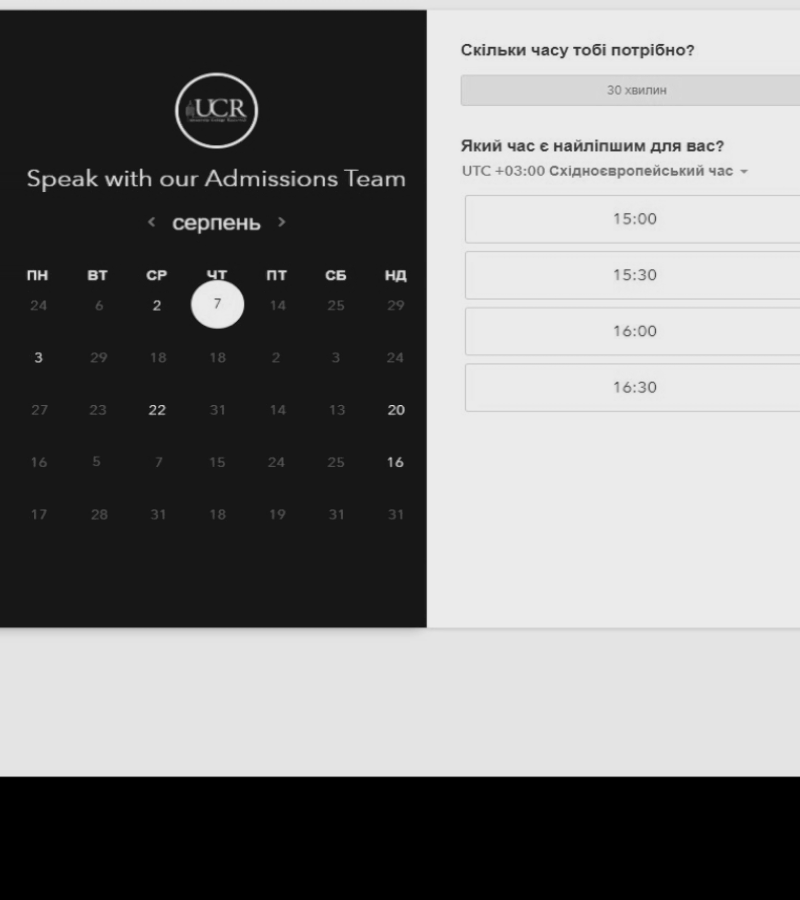 UCR
Speak with our Admissions Team
серпень
ПН ВТ СР ЧТ ПТ СБ НД
24 6 2 7 14 25 29
3 29 18 18 2 3 24
27 23 22 31 14 13 20
16 5 7 15 24 25 16
17 28 31 18 19 31 31
Скільки часу тобі потрібно?
30 хвилин
Який час є найліпшим для вас?
UTC +03:00 Східноєвропейський час
15:00
15:30
16:00
16:30